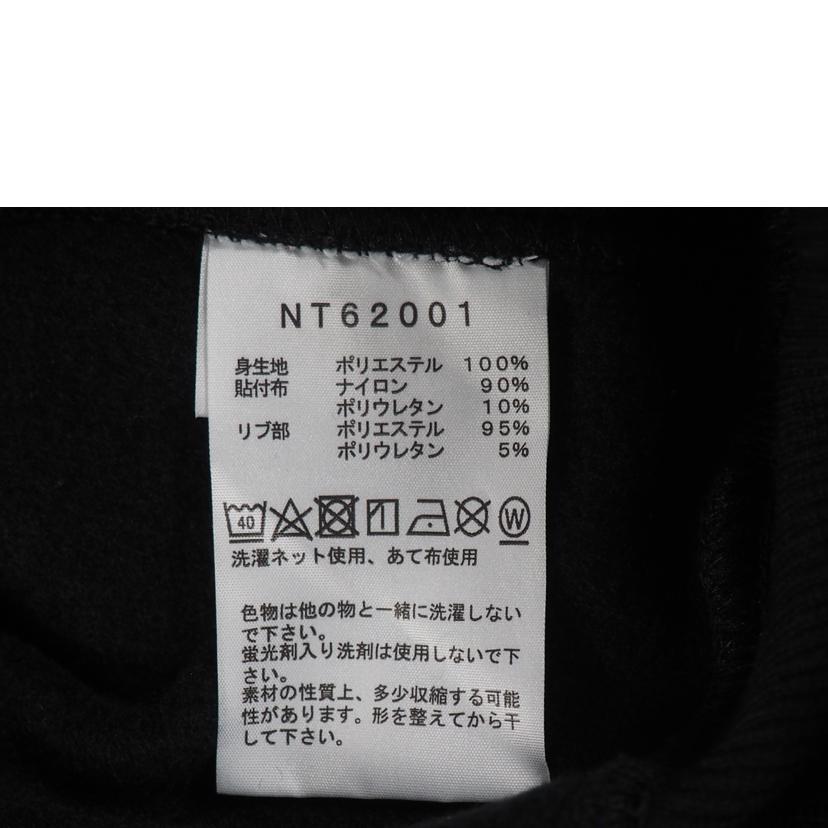 NT62001
身生地 ポリエステル 100%
貼付布 ナイロン 90%
ポリウレタン 10%
リブ部 ポリエステル 95%
ポリウレタン 5%
40 W
洗濯ネット使用、あて布使用
色物は他の物と一緒に洗濯しない
で下さい。
蛍光剤入り洗剤は使用しないで下
さい。
素材の性質上、多少収縮する可能
性があります。形を整えてから干
して下さい。